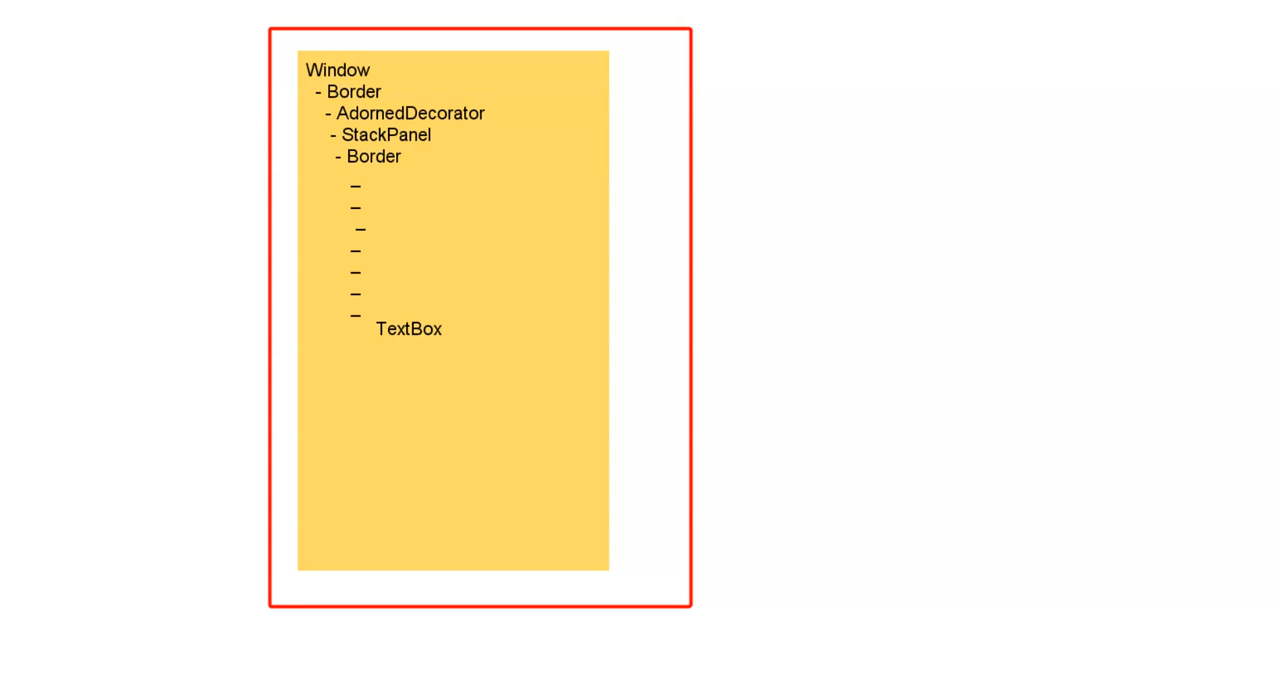 Window
- Border
- AdornedDecorator
- StackPanel
- Border
–
–
–
–
–
–
–
TextBox